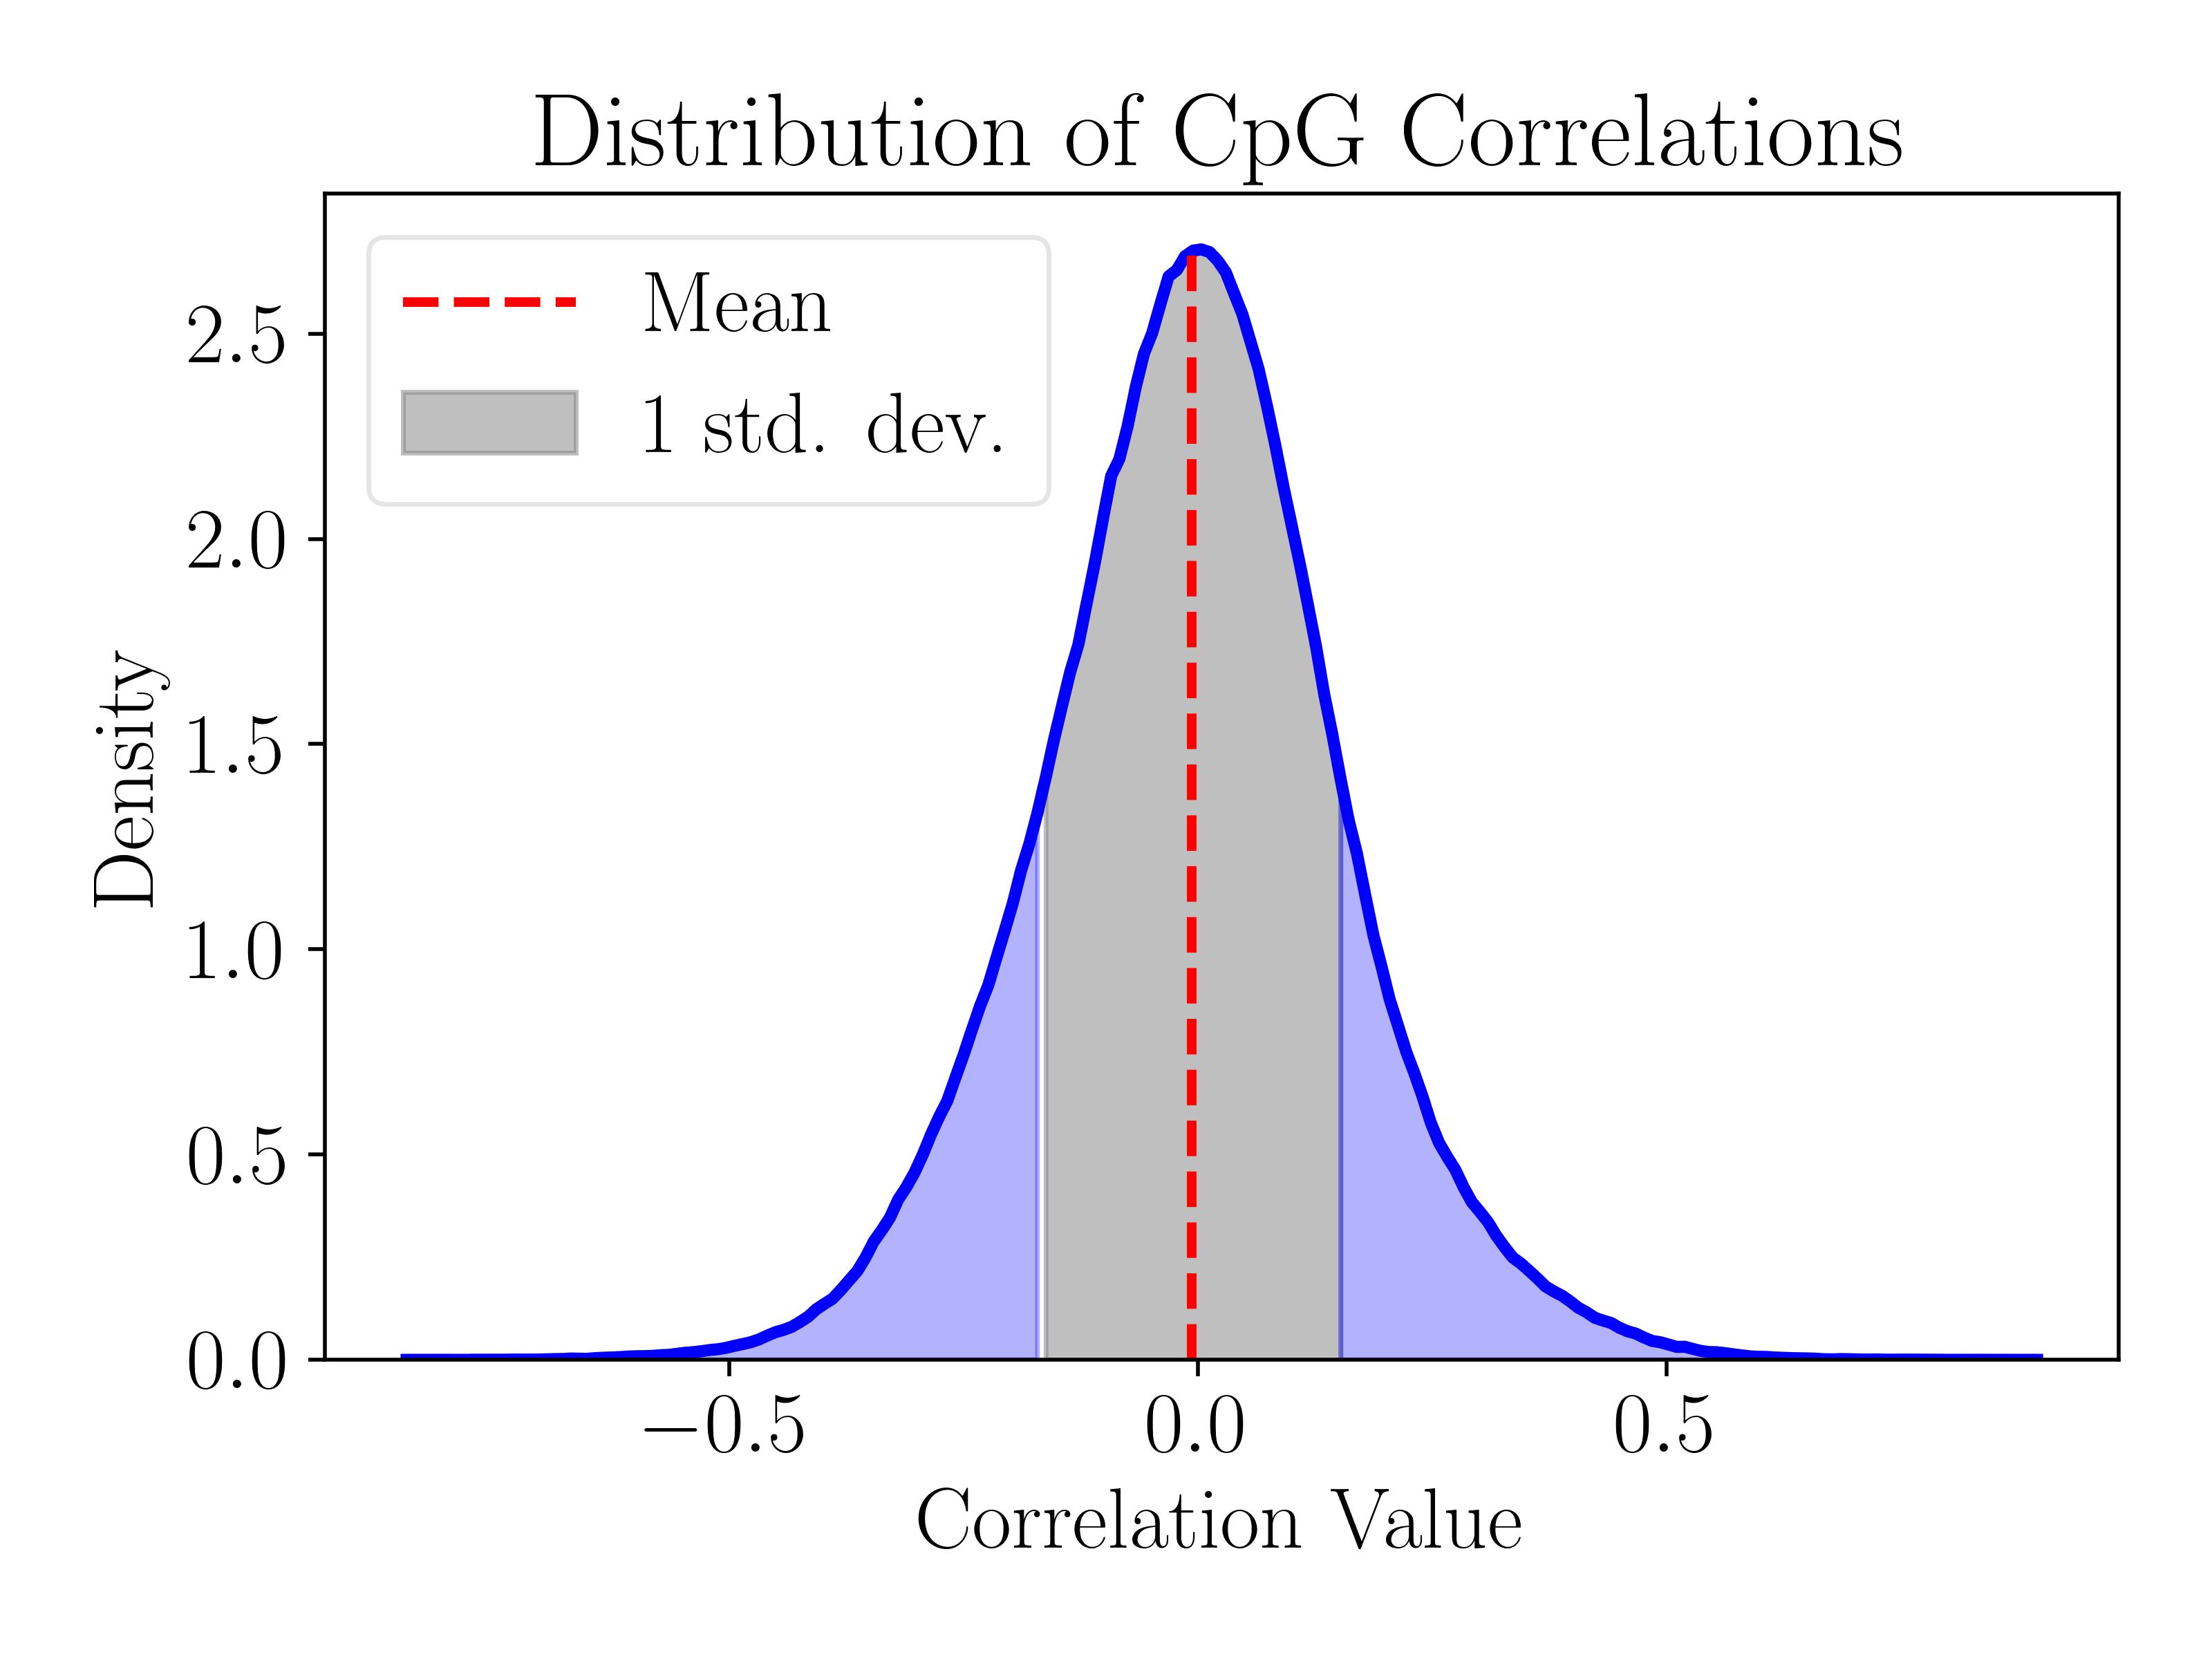 Distribution of CpG Correlations
Mean
1 std. dev.
Density
2.5
2.0
1.5
1.0
0.5
0.0
−0.5
0.0
0.5
Correlation Value